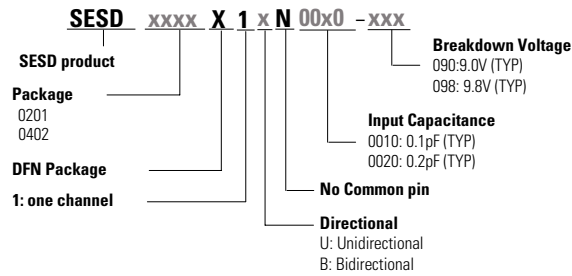 SESD xxxx X 1 x N 00x0 - xxx
Breakdown Voltage
090:9.0V (TYP)
098: 9.8V (TYP)
SESD product
Package
0201
0402
Input Capacitance
0010: 0.1pF (TYP)
0020: 0.2pF (TYP)
DFN Package
No Common pin
1: one channel
Directional
U: Unidirectional
B: Bidirectional